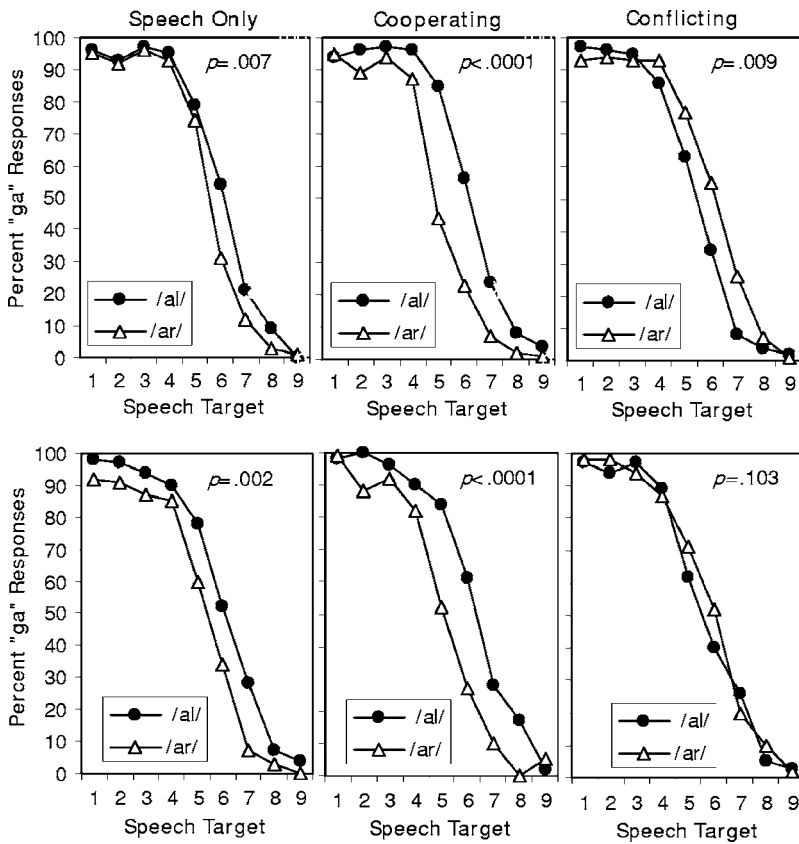 Speech Only Cooperating Conflicting
Percent "ga" Responses
100
90
80
70
60
50
40
30
20
10
0
p=.007
/al/
/ar/
1 2 3 4 5 6 7 8 9
Speech Target
p<.0001
/al/
/ar/
1 2 3 4 5 6 7 8 9
Speech Target
p=.009
/al/
/ar/
1 2 3 4 5 6 7 8 9
Speech Target
Percent "ga" Responses
100
90
80
70
60
50
40
30
20
10
0
p=.002
/al/
/ar/
1 2 3 4 5 6 7 8 9
Speech Target
p<.0001
/al/
/ar/
1 2 3 4 5 6 7 8 9
Speech Target
p=.103
/al/
/ar/
1 2 3 4 5 6 7 8 9
Speech Target